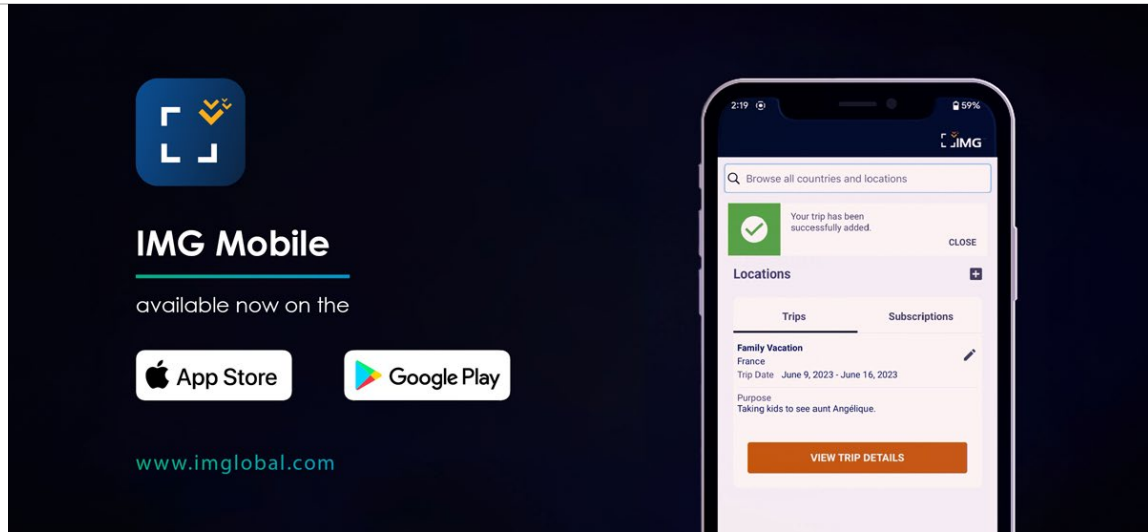 IMG Mobile
available now on the
App Store
Google Play
www.imglobal.com
2:19
59%
IMG
Browse all countries and locations
Your trip has been
successfully added.
CLOSE
Locations
Trips
Subscriptions
Family Vacation
France
Trip Date June 9, 2023 - June 16, 2023
Purpose
Taking kids to see aunt Angélique.
VIEW TRIP DETAILS